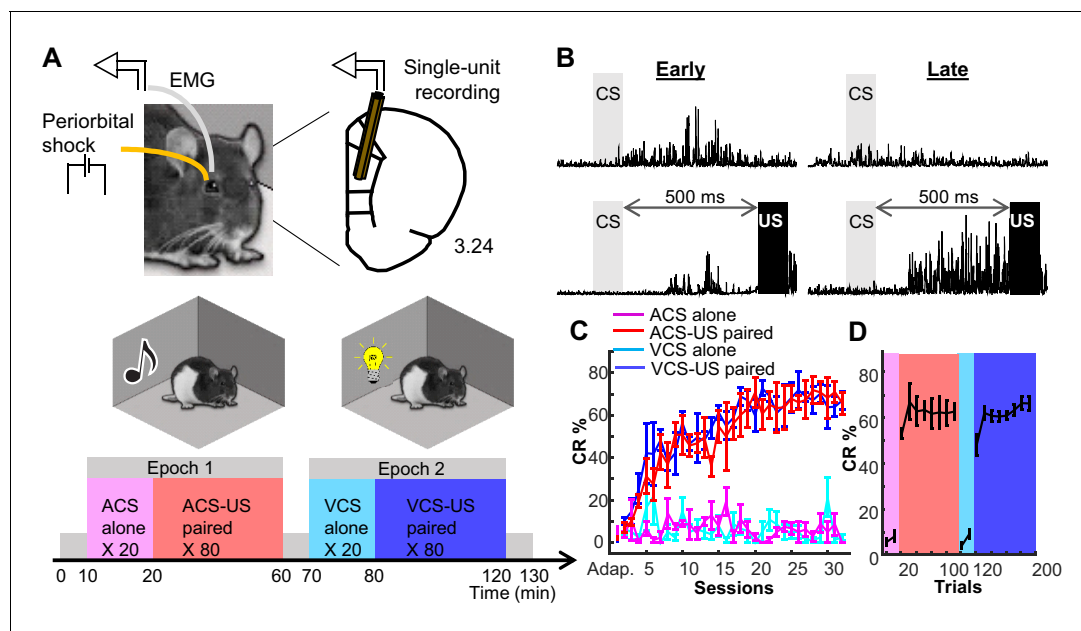 A
EMG
Periorbital
shock
Single-unit
recording
3.24
Epoch 1
Epoch 2
ACS
alone
X 20
ACS-US
paired
X 80
VCS
alone
X 20
VCS-US
paired
X 80
0 10 20 60 70 80 120 130
Time (min)
B
Early
Late
CS
CS
500 ms
500 ms
CS
US
CS
US
C
ACS alone
ACS-US paired
VCS alone
VCS-US paired
CR %
80
60
40
20
0
Adap. 5 10 15 20 25 30
Sessions
D
CR %
80
60
40
20
0
20 100 120 200
Trials